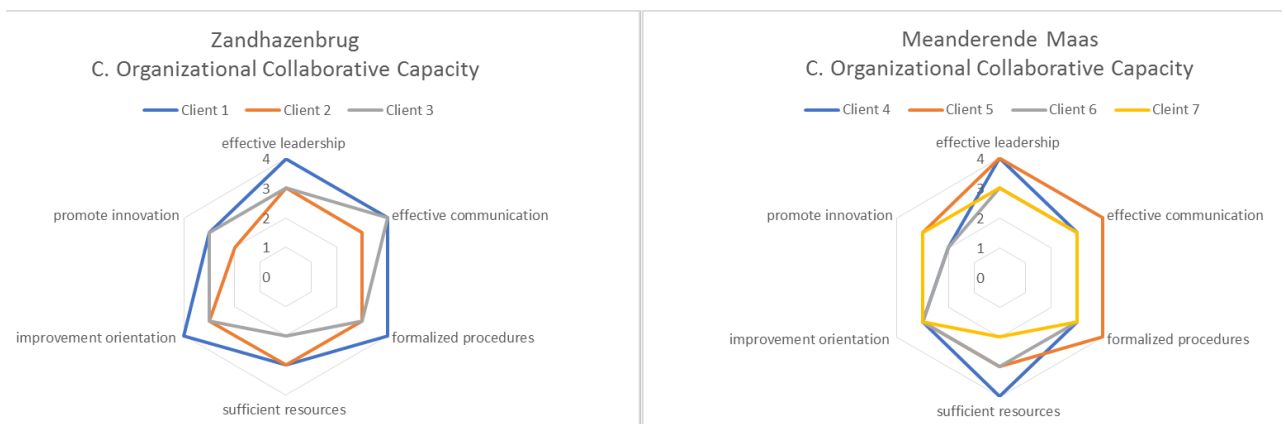 Zandhazenbrug
C. Organizational Collaborative Capacity
Client 1 Client 2 Client 3
effective leadership
4
3
promote innovation effective communication
2
1
0
improvement orientation formalized procedures
sufficient resources
Meanderende Maas
C. Organizational Collaborative Capacity
Client 4 Client 5 Client 6 Cleint 7
effective leadership
4
3
promote innovation effective communication
2
1
0
improvement orientation formalized procedures
sufficient resources